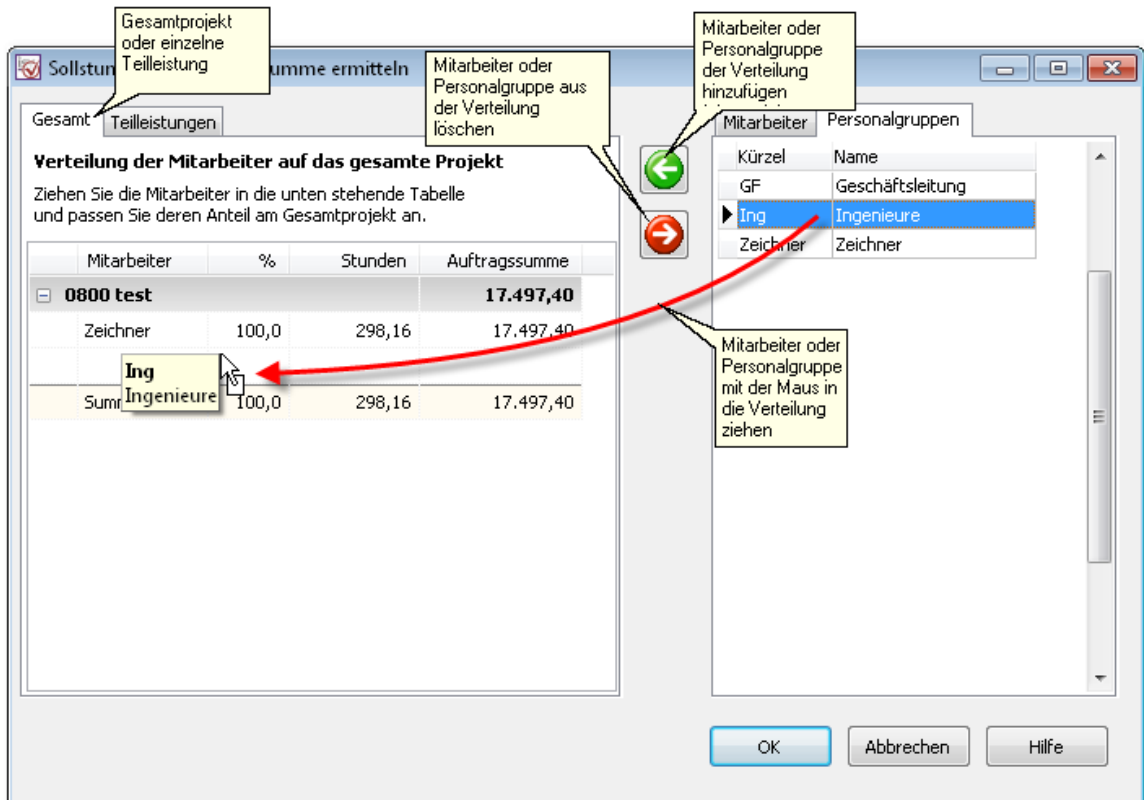 Gesamtprojekt
oder einzelne
Teilleistung
Mitarbeiter oder
Personalgruppe
der Verteilung
hinzufügen
Mitarbeiter oder
Personalgruppe aus
der Verteilung
löschen
Sollstun umme ermitteln
Gesamt Teilleistungen
Verteilung der Mitarbeiter auf das gesamte Projekt
Ziehen Sie die Mitarbeiter in die unten stehende Tabelle
und passen Sie deren Anteil am Gesamtprojekt an.
Mitarbeiter % Stunden Auftragssumme
0800 test 17.497,40
Zeichner 100,0 298,16 17.497,40
Ing
Ingenieure
Sum 100,0 298,16 17.497,40
Mitarbeiter Personalgruppen
Kürzel Name
GF Geschäftsleitung
Ing Ingenieure
Zeichner Zeichner
Mitarbeiter oder
Personalgruppe
mit der Maus in
die Verteilung
ziehen
OK Abbrechen Hilfe